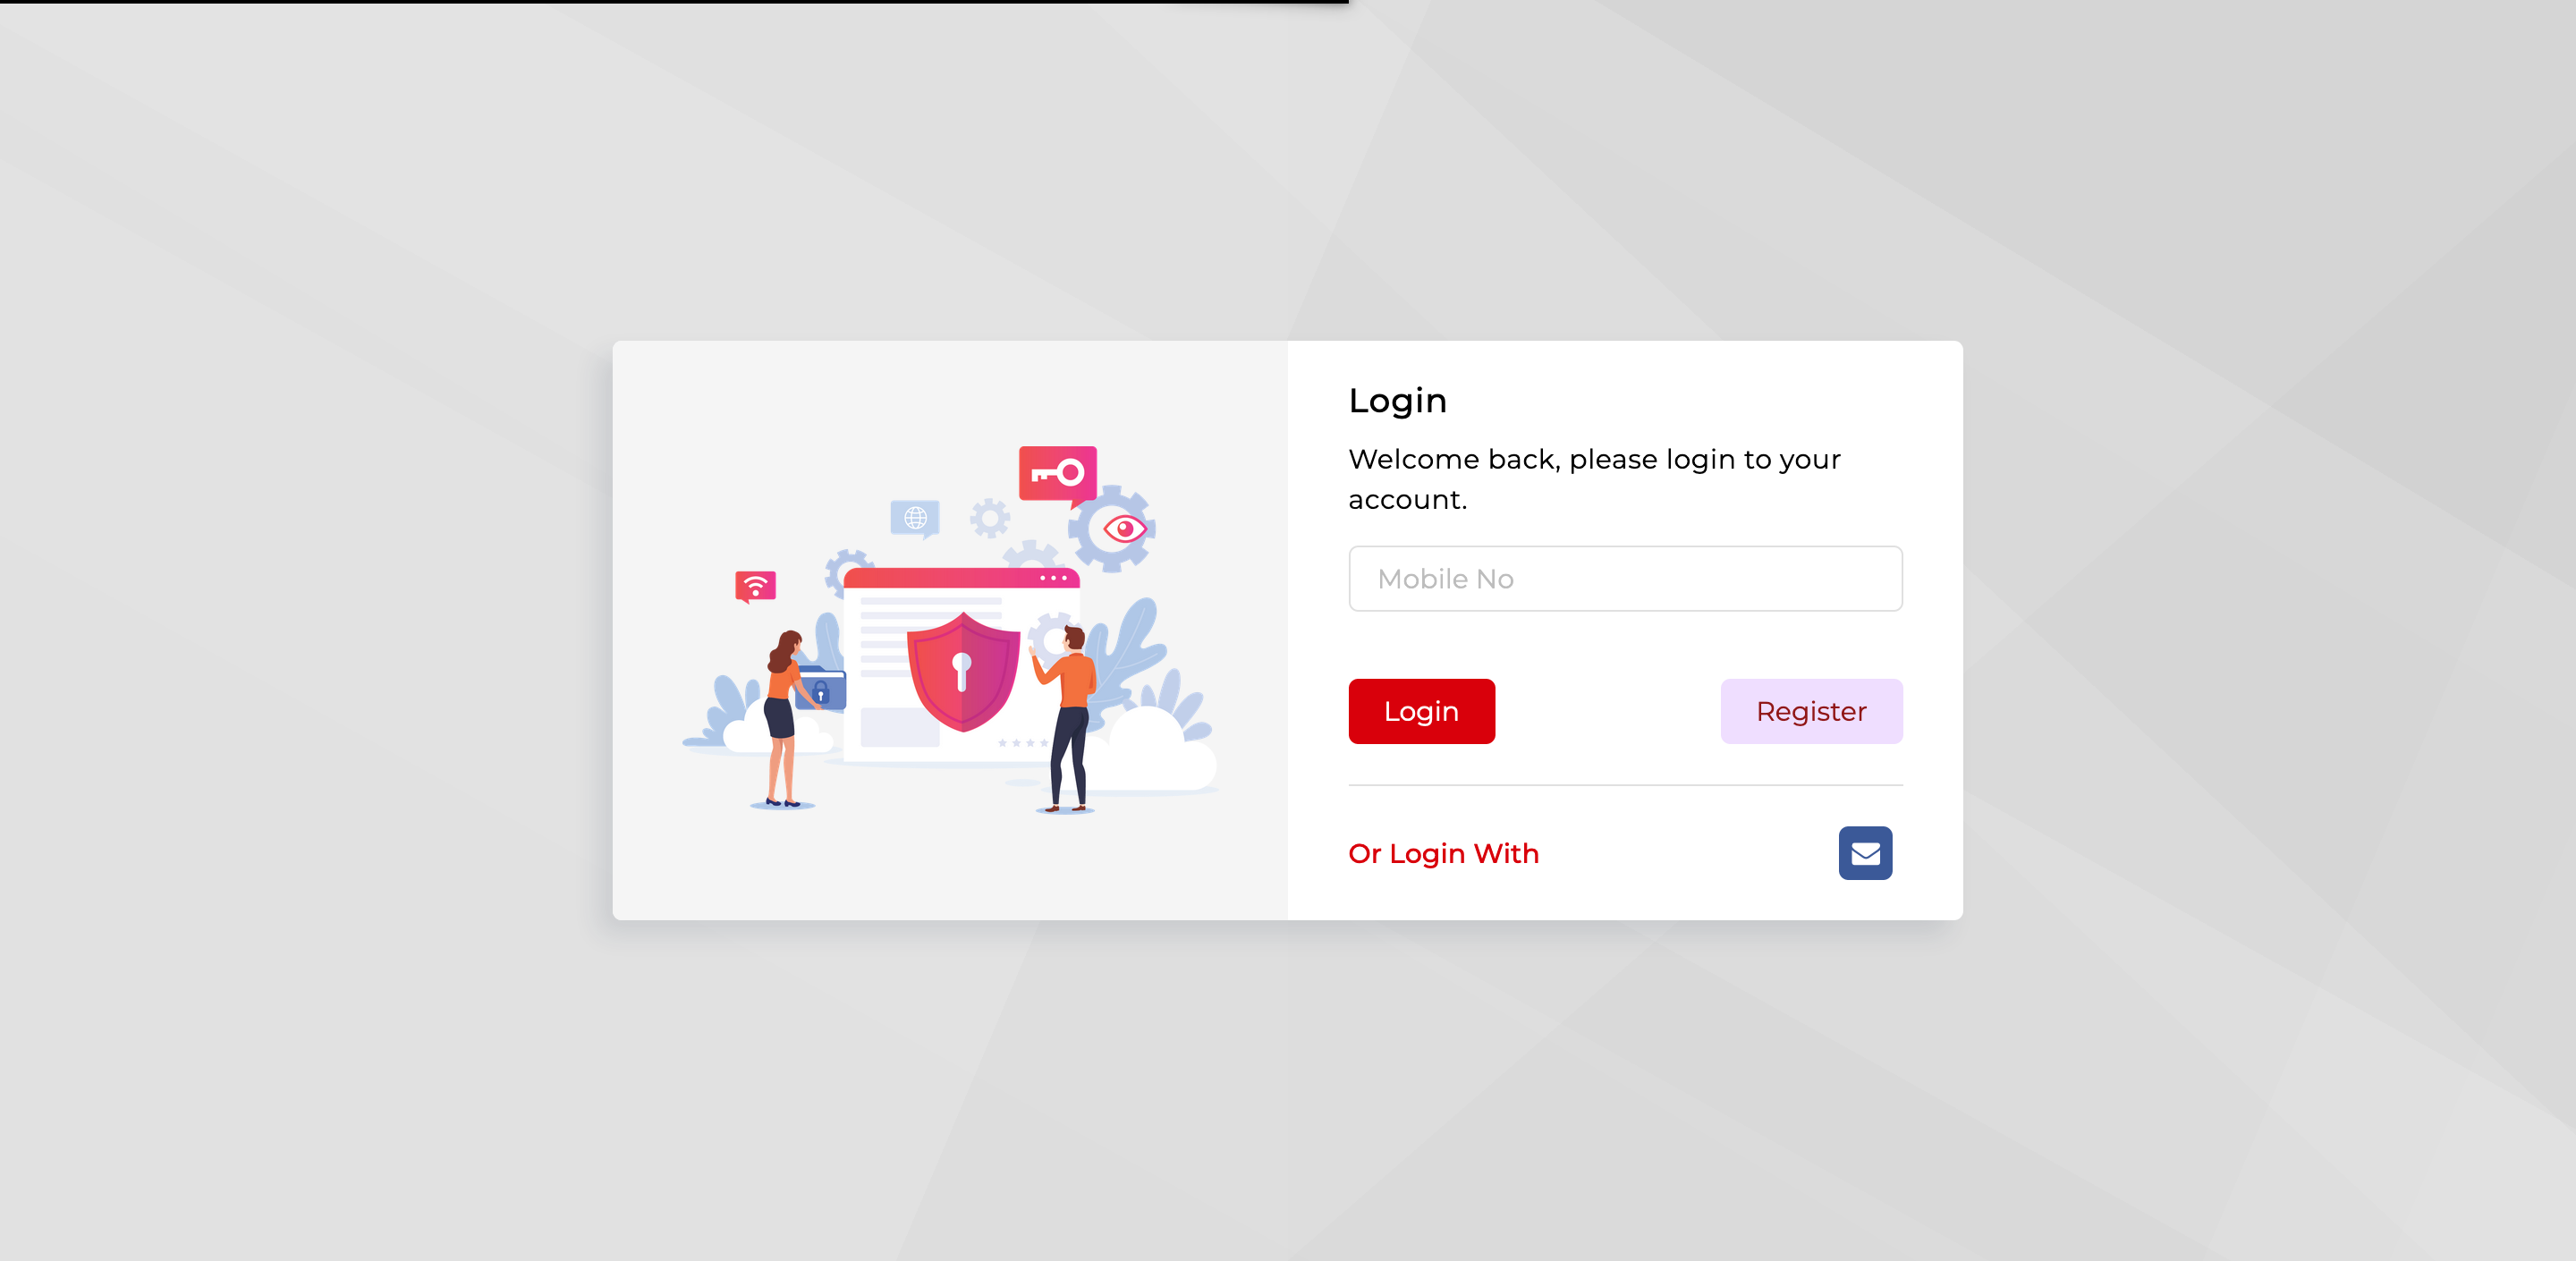 Login
Welcome back, please login to your
account.
Mobile No
Login
Register
Or Login With